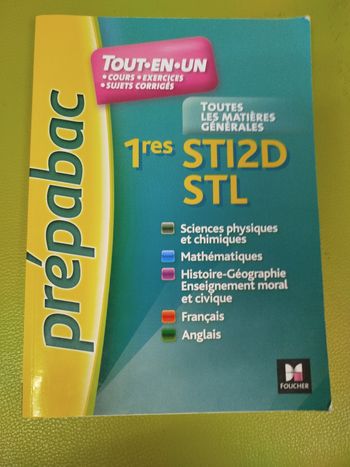 prépabac
TOUT•EN•UN
• COURS • EXERCICES
• SUJETS CORRIGÉS
TOUTES
LES MATIÈRES
GÉNÉRALES
1res STI2D
STL
Sciences physiques
et chimiques
Mathématiques
Histoire-Géographie
Enseignement moral
et civique
Français
Anglais
FOUCHER